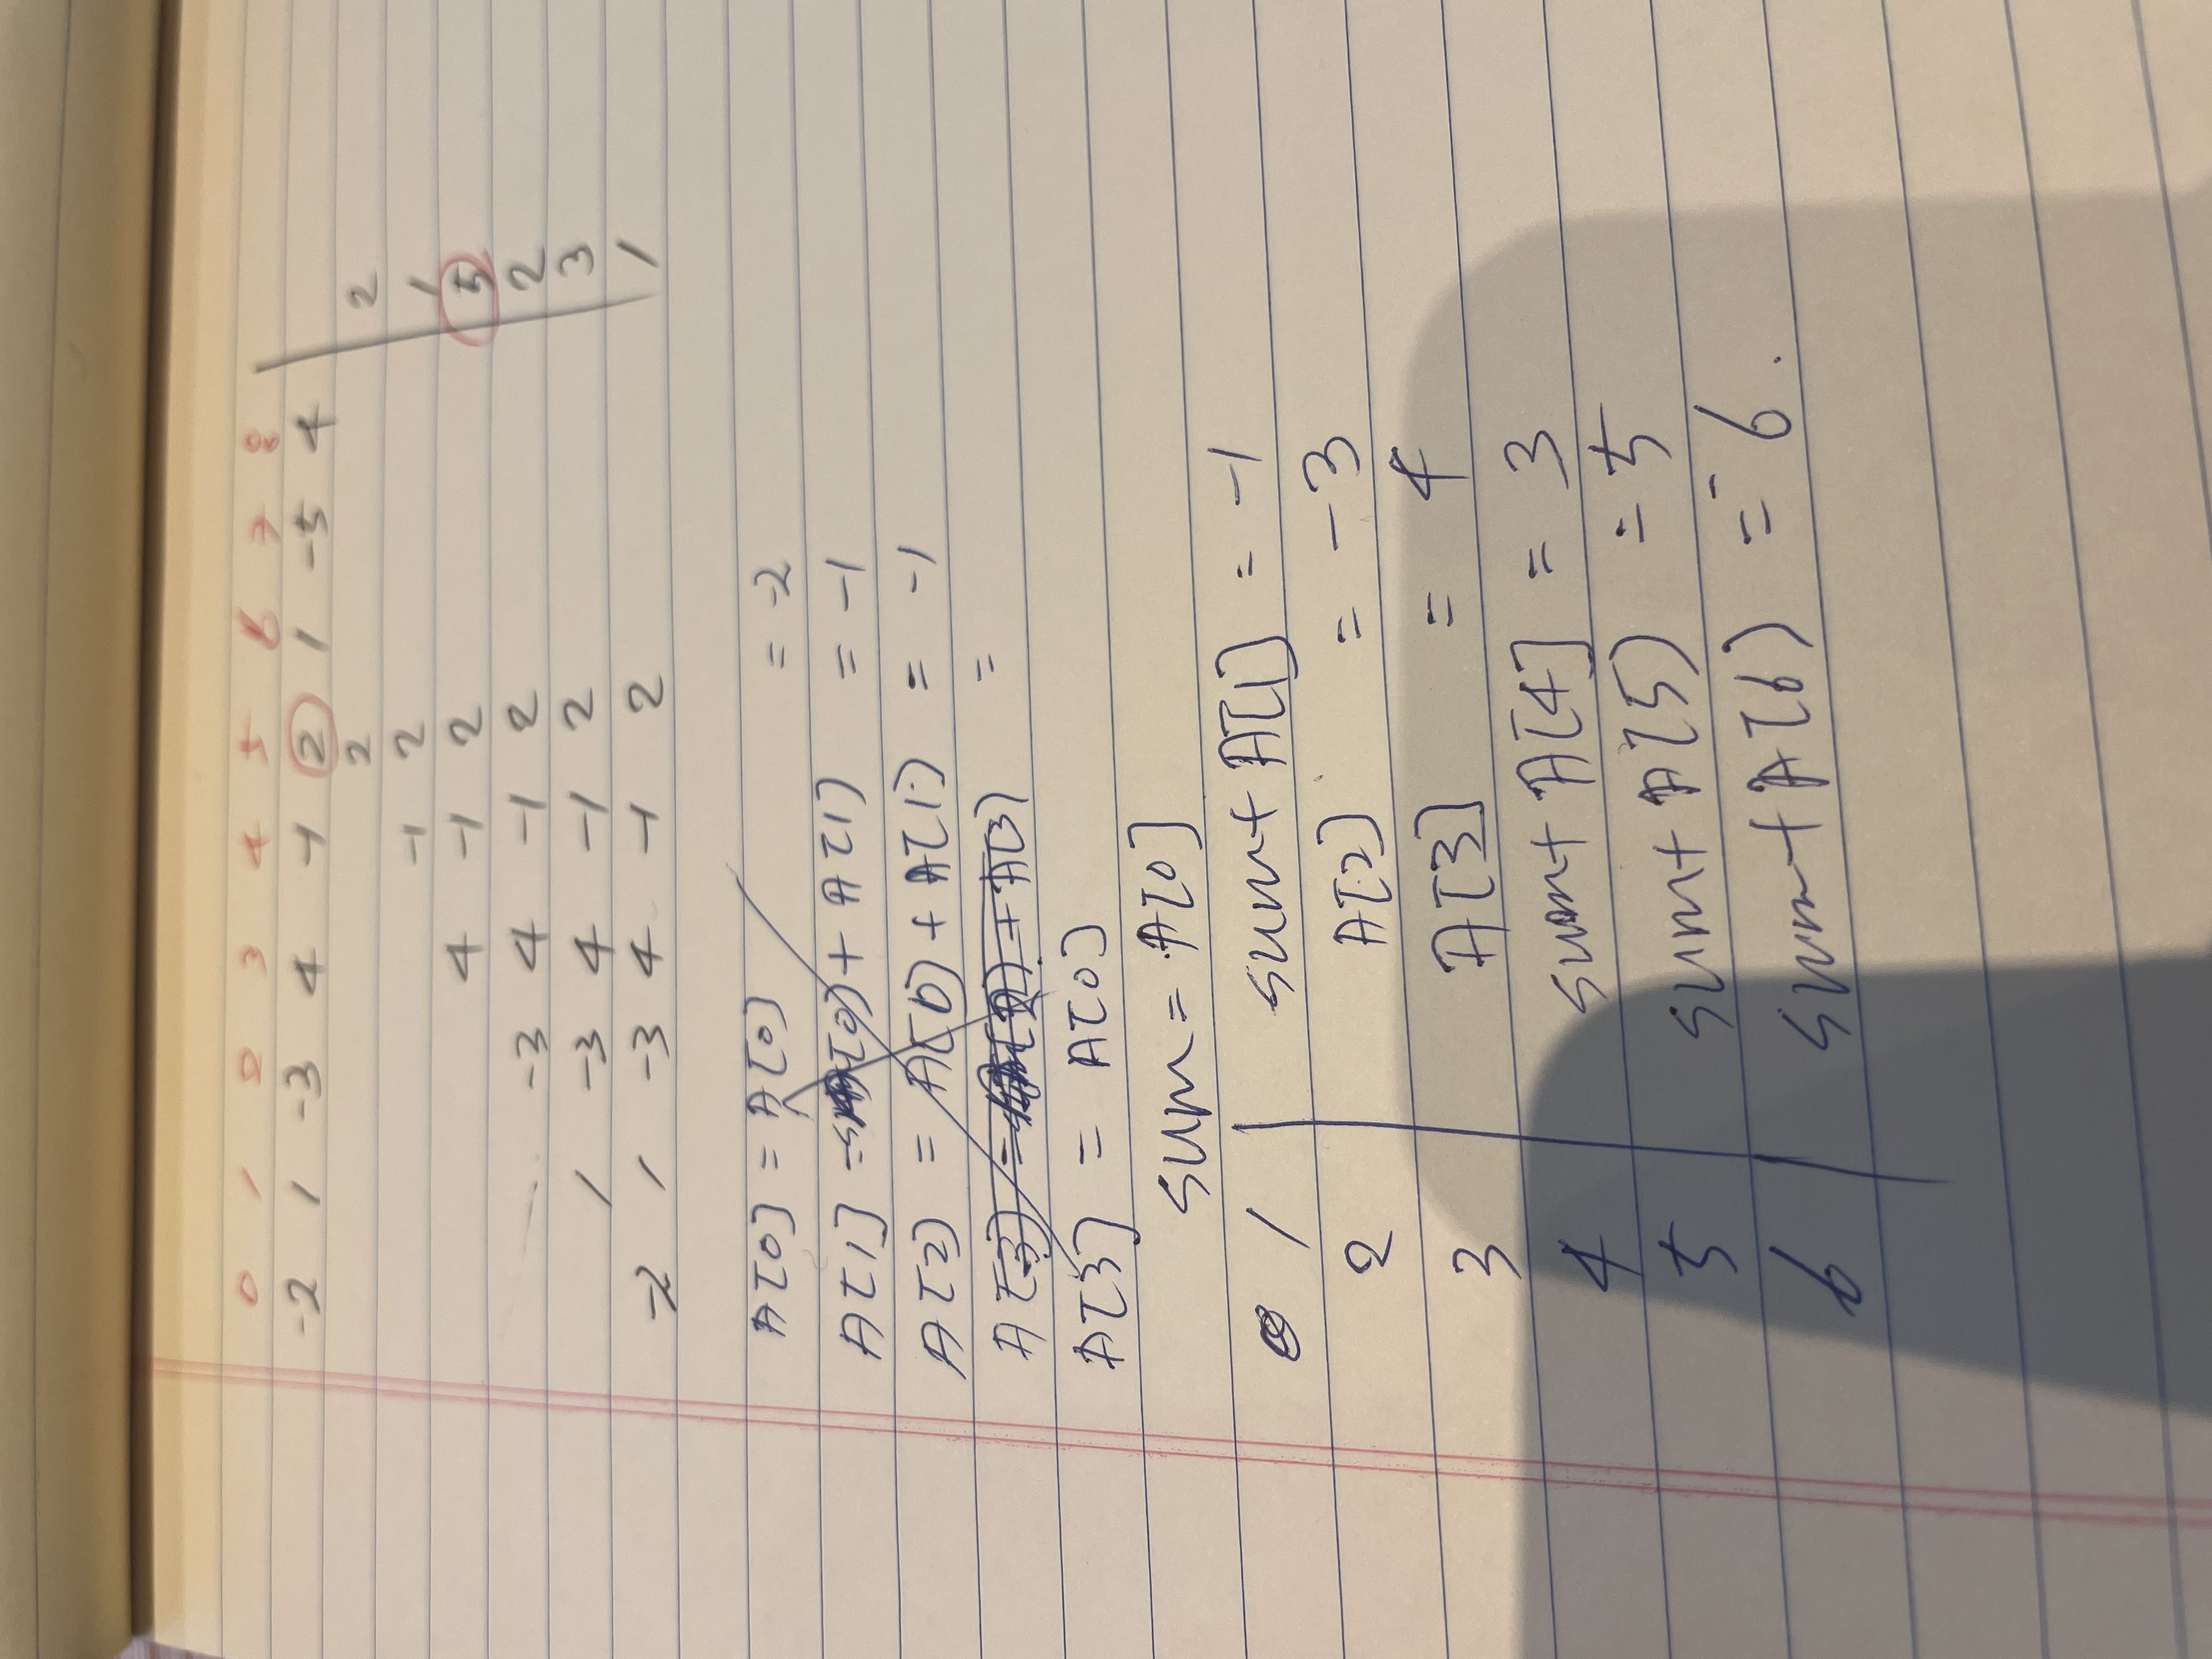 0 1 2 3 4 5 6 7 8
-2 1 -3 4 -1 2 1 -5 4
2 2
-1 2 1
4 -1 2 5
-3 4 -1 2 2
1 -3 4 -1 2 3
-2 1 -3 4 -1 2 1
A[0] = A[0] = -2
A[1] = A[0] + A[1] = -1
A[2] = A[0] + A[1] = -1
A[3] = A[2] + A[3] =
A[3] = A[0]
sum = A[0]
1 sum + A[1] = -1
2 A[2] = -3
3 A[3] = 4
4 sum + A[4] = 3
5 sum + A[5] = 5
6 sum + A[6] = 6.